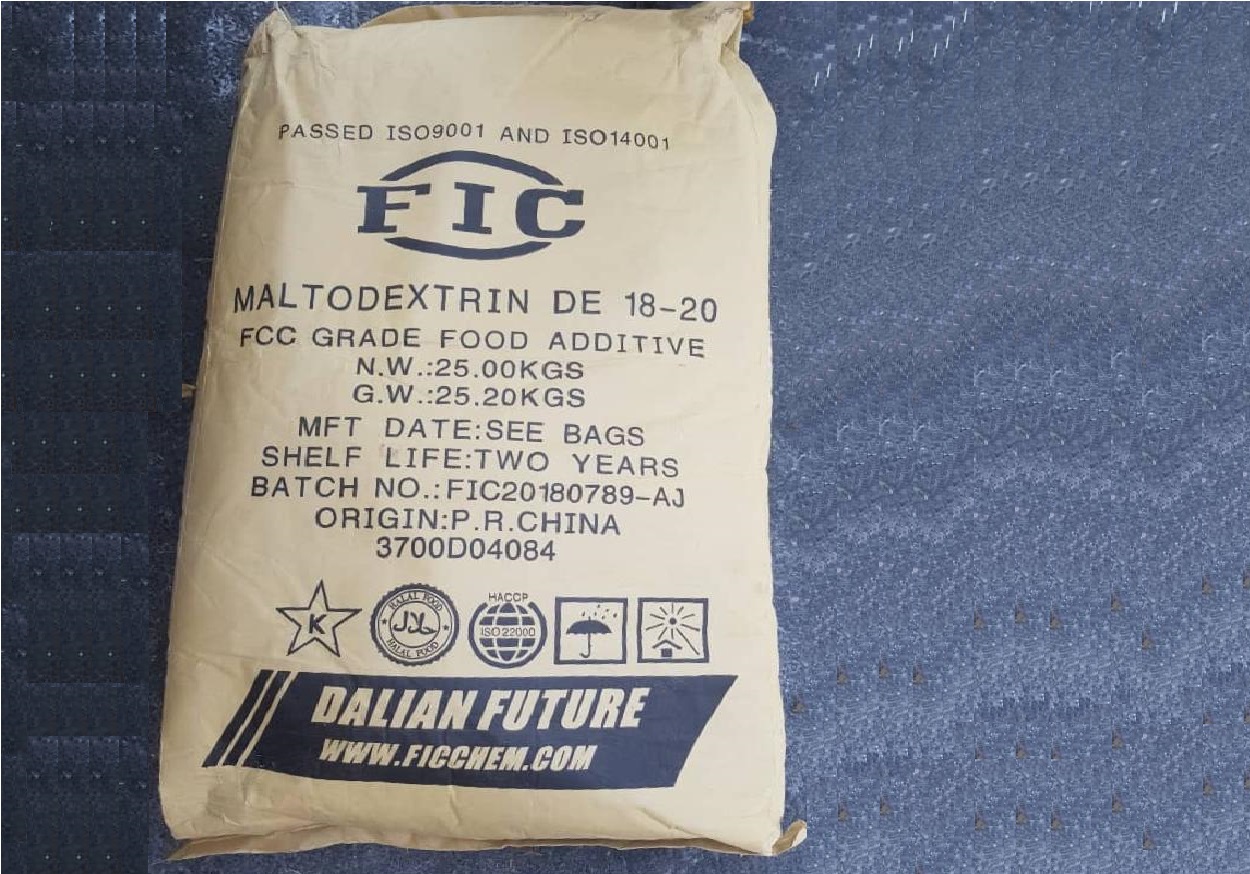 PASSED ISO9001 AND ISO14001
FIC
MALTODEXTRIN DE 18-20
FCC GRADE FOOD ADDITIVE
N.W.:25.00KGS
G.W.:25.20KGS
MFT DATE:SEE BAGS
SHELF LIFE:TWO YEARS
BATCH NO.:FIC20180789-AJ
ORIGIN:P.R.CHINA
3700D04084
K
HALAL FOOD
حلال
HALAL FOOD
HACCP
ISO22000
DALIAN FUTURE
WWW.FICCHEM.COM